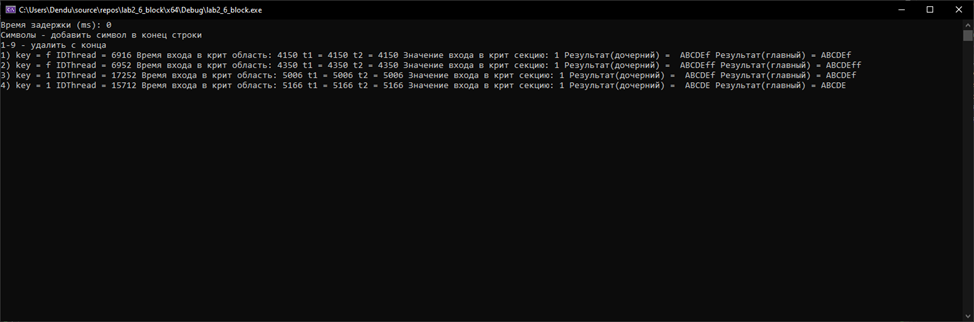 C:\Users\Dendu\source\repos\lab2_6_block\x64\Debug\lab2_6_block.exe
Время задержки (ms): 0
Символы - добавить символ в конец строки
1-9 - удалить с конца
1) key = f IDThread = 6916 Время входа в крит область: 4150 t1 = 4150 t2 = 4150 Значение входа в крит секцию: 1 Результат(дочерний) =  ABCDEf Результат(главный) = ABCDEf
2) key = f IDThread = 6952 Время входа в крит область: 4350 t1 = 4350 t2 = 4350 Значение входа в крит секцию: 1 Результат(дочерний) =  ABCDEff Результат(главный) = ABCDEff
3) key = 1 IDThread = 17252 Время входа в крит область: 5006 t1 = 5006 t2 = 5006 Значение входа в крит секцию: 1 Результат(дочерний) =  ABCDEf Результат(главный) = ABCDEf
4) key = 1 IDThread = 15712 Время входа в крит область: 5166 t1 = 5166 t2 = 5166 Значение входа в крит секцию: 1 Результат(дочерний) =  ABCDE Результат(главный) = ABCDE